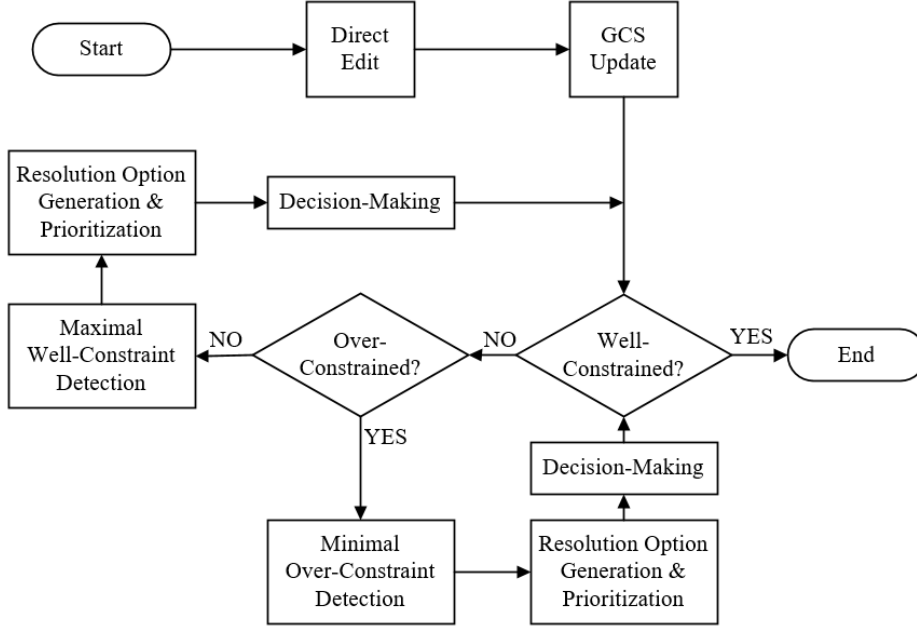 Start
Direct
Edit
GCS
Update
Resolution Option
Generation &
Prioritization
Decision-Making
Maximal
Well-Constraint
Detection
NO
Over-
Constrained?
NO
Well-
Constrained?
YES
End
YES
Decision-Making
Minimal
Over-Constraint
Detection
Resolution Option
Generation &
Prioritization